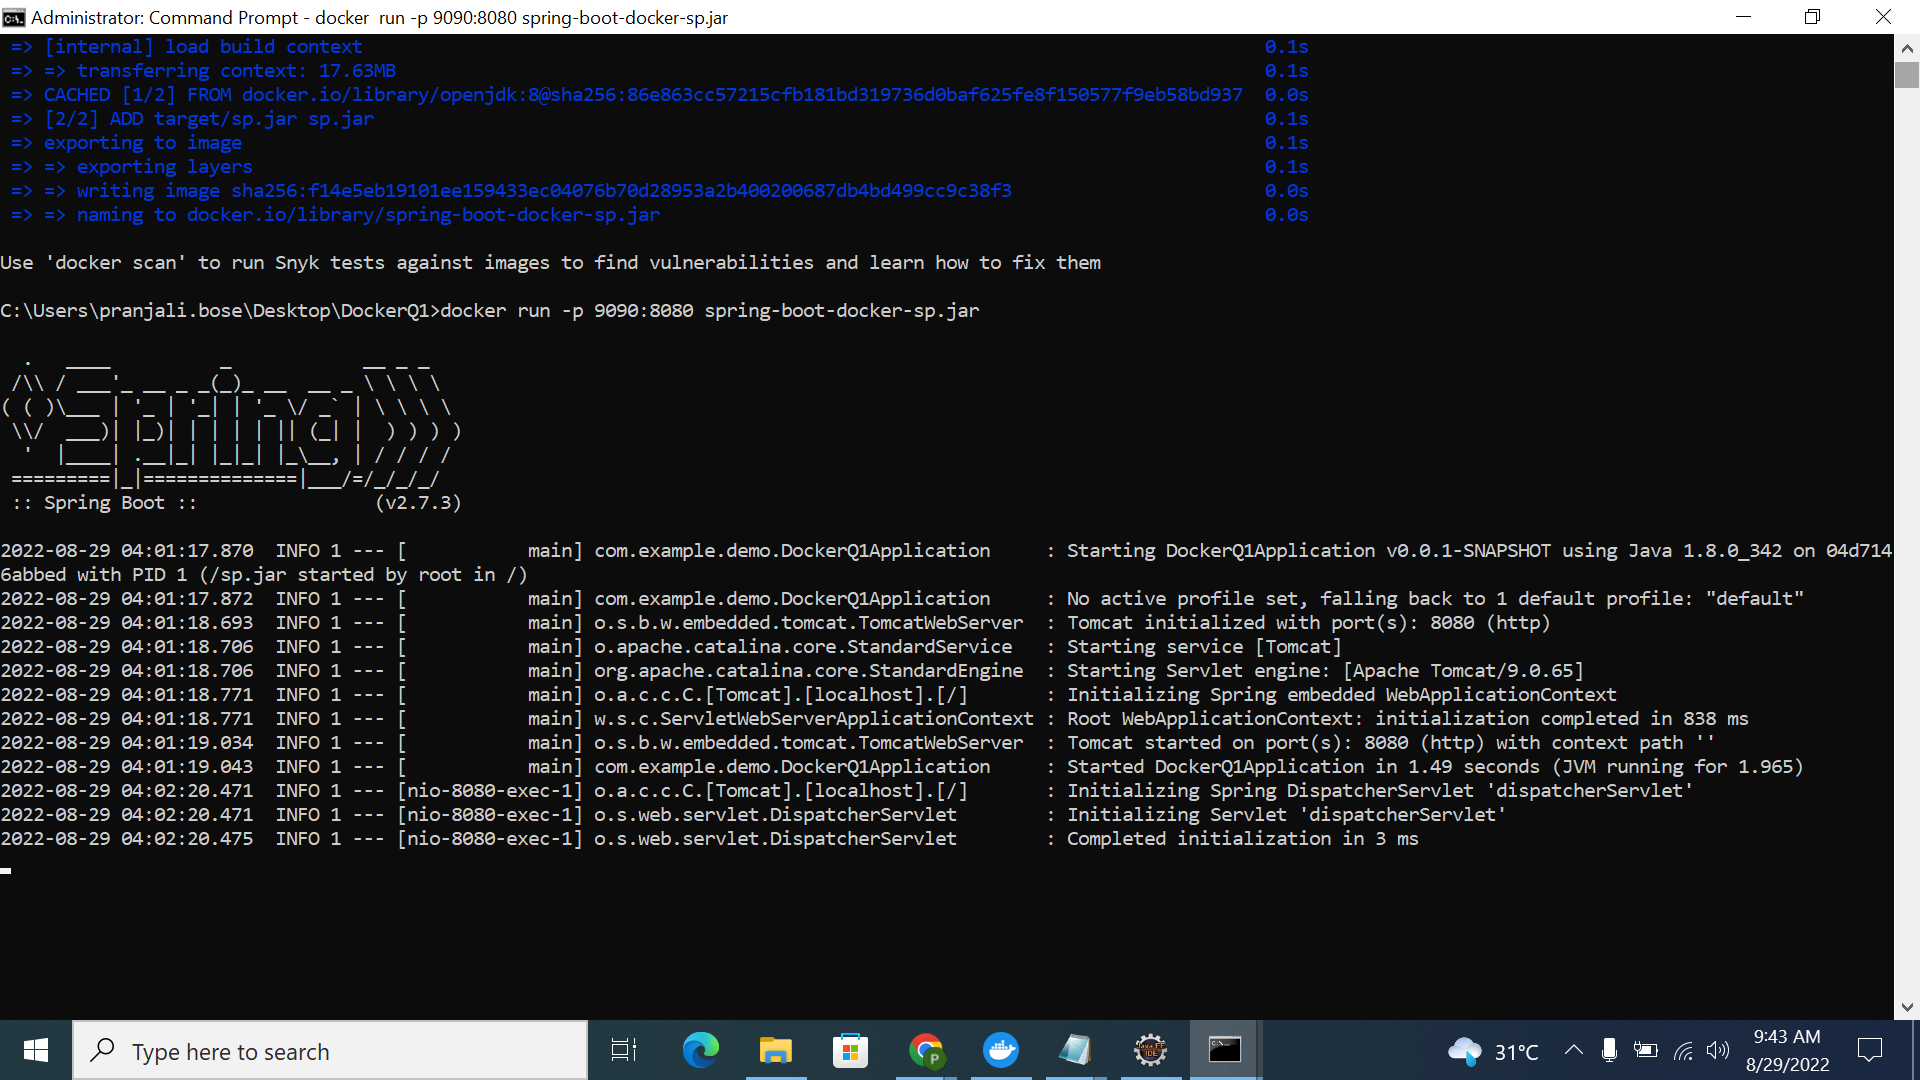 Administrator: Command Prompt - docker  run -p 9090:8080 spring-boot-docker-sp.jar
=> [internal] load build context 0.1s
=> => transferring context: 17.63MB 0.1s
=> CACHED [1/2] FROM docker.io/library/openjdk:8@sha256:86e863cc57215cfb181bd319736d0baf625fe8f150577f9eb58bd937 0.0s
=> [2/2] ADD target/sp.jar sp.jar 0.1s
=> exporting to image 0.1s
=> => exporting layers 0.1s
=> => writing image sha256:f14e5eb19101ee159433ec04076b70d28953a2b400200687db4bd499cc9c38f3 0.0s
=> => naming to docker.io/library/spring-boot-docker-sp.jar 0.0s
Use 'docker scan' to run Snyk tests against images to find vulnerabilities and learn how to fix them
C:\Users\pranjali.bose\Desktop\DockerQ1>docker run -p 9090:8080 spring-boot-docker-sp.jar
  .   ____          _            __ _ _
 /\\ / ___'_ __ _ _(_)_ __  __ _ \ \ \ \
( ( )\___ | '_ | '_| | '_ \/ _` | \ \ \ \
 \\/  ___)| |_)| | | | | || (_| |  ) ) ) )
  '  |____| .__|_| |_|_| |_\__, | / / / /
 =========|_|==============|___/=/_/_/_/
 :: Spring Boot ::                (v2.7.3)
2022-08-29 04:01:17.870  INFO 1 --- [           main] com.example.demo.DockerQ1Application     : Starting DockerQ1Application v0.0.1-SNAPSHOT using Java 1.8.0_342 on 04d714
6abbed with PID 1 (/sp.jar started by root in /)
2022-08-29 04:01:17.872  INFO 1 --- [           main] com.example.demo.DockerQ1Application     : No active profile set, falling back to 1 default profile: "default"
2022-08-29 04:01:18.693  INFO 1 --- [           main] o.s.b.w.embedded.tomcat.TomcatWebServer  : Tomcat initialized with port(s): 8080 (http)
2022-08-29 04:01:18.706  INFO 1 --- [           main] o.apache.catalina.core.StandardService   : Starting service [Tomcat]
2022-08-29 04:01:18.706  INFO 1 --- [           main] org.apache.catalina.core.StandardEngine  : Starting Servlet engine: [Apache Tomcat/9.0.65]
2022-08-29 04:01:18.771  INFO 1 --- [           main] o.a.c.c.C.[Tomcat].[localhost].[/]       : Initializing Spring embedded WebApplicationContext
2022-08-29 04:01:18.771  INFO 1 --- [           main] w.s.c.ServletWebServerApplicationContext : Root WebApplicationContext: initialization completed in 838 ms
2022-08-29 04:01:19.034  INFO 1 --- [           main] o.s.b.w.embedded.tomcat.TomcatWebServer  : Tomcat started on port(s): 8080 (http) with context path ''
2022-08-29 04:01:19.043  INFO 1 --- [           main] com.example.demo.DockerQ1Application     : Started DockerQ1Application in 1.49 seconds (JVM running for 1.965)
2022-08-29 04:02:20.471  INFO 1 --- [nio-8080-exec-1] o.a.c.c.C.[Tomcat].[localhost].[/]       : Initializing Spring DispatcherServlet 'dispatcherServlet'
2022-08-29 04:02:20.471  INFO 1 --- [nio-8080-exec-1] o.s.web.servlet.DispatcherServlet        : Initializing Servlet 'dispatcherServlet'
2022-08-29 04:02:20.475  INFO 1 --- [nio-8080-exec-1] o.s.web.servlet.DispatcherServlet        : Completed initialization in 3 ms
Type here to search
31°C
9:43 AM
8/29/2022